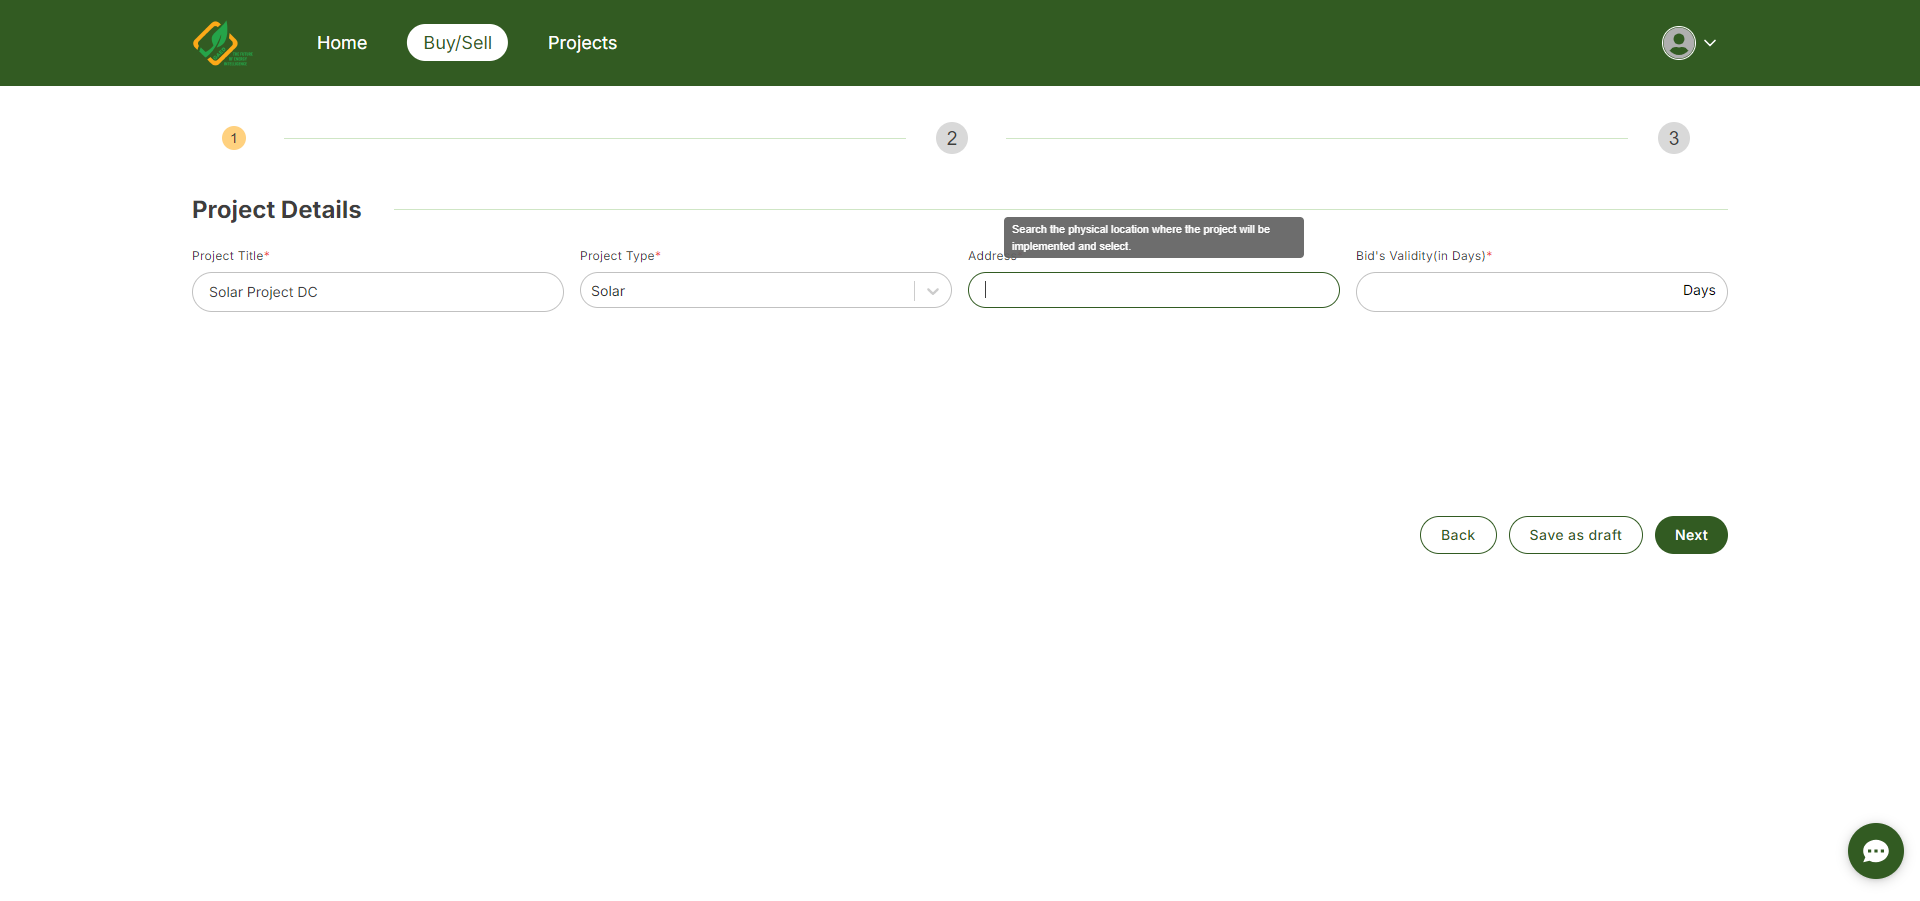 Home
Buy/Sell
Projects
1
2
3
Project Details
Search the physical location where the project will be
implemented and select.
Project Title*
Project Type*
Address
Bid's Validity(in Days)*
Solar Project DC
Solar
Days
Back
Save as draft
Next